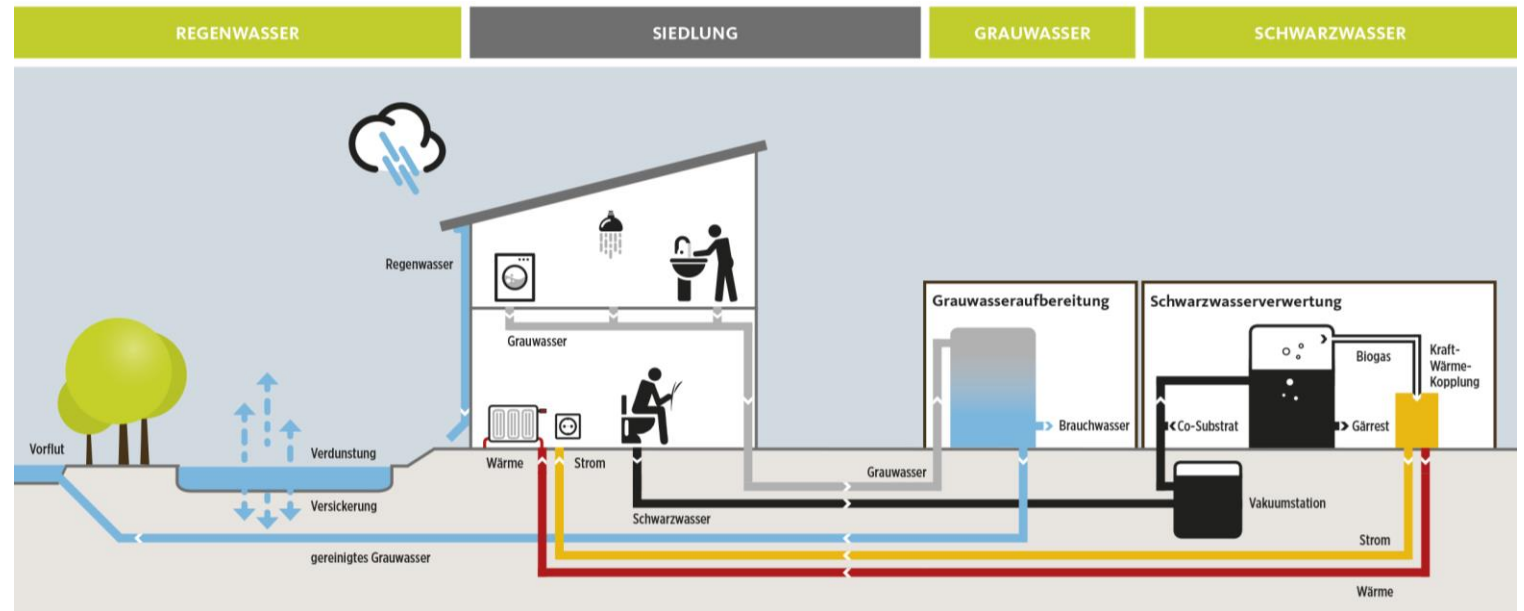 REGENWASSER
SIEDLUNG
GRAUWASSER
SCHWARZWASSER
Regenwasser
Grauwasser
Grauwasseraufbereitung
Schwarzwasserverwertung
Biogas
Kraft-
Wärme-
Kopplung
Brauchwasser
Co-Substrat
Gärrest
Vorflut
Verdunstung
Wärme
Strom
Grauwasser
Versickerung
Schwarzwasser
Vakuumstation
gereinigtes Grauwasser
Strom
Wärme